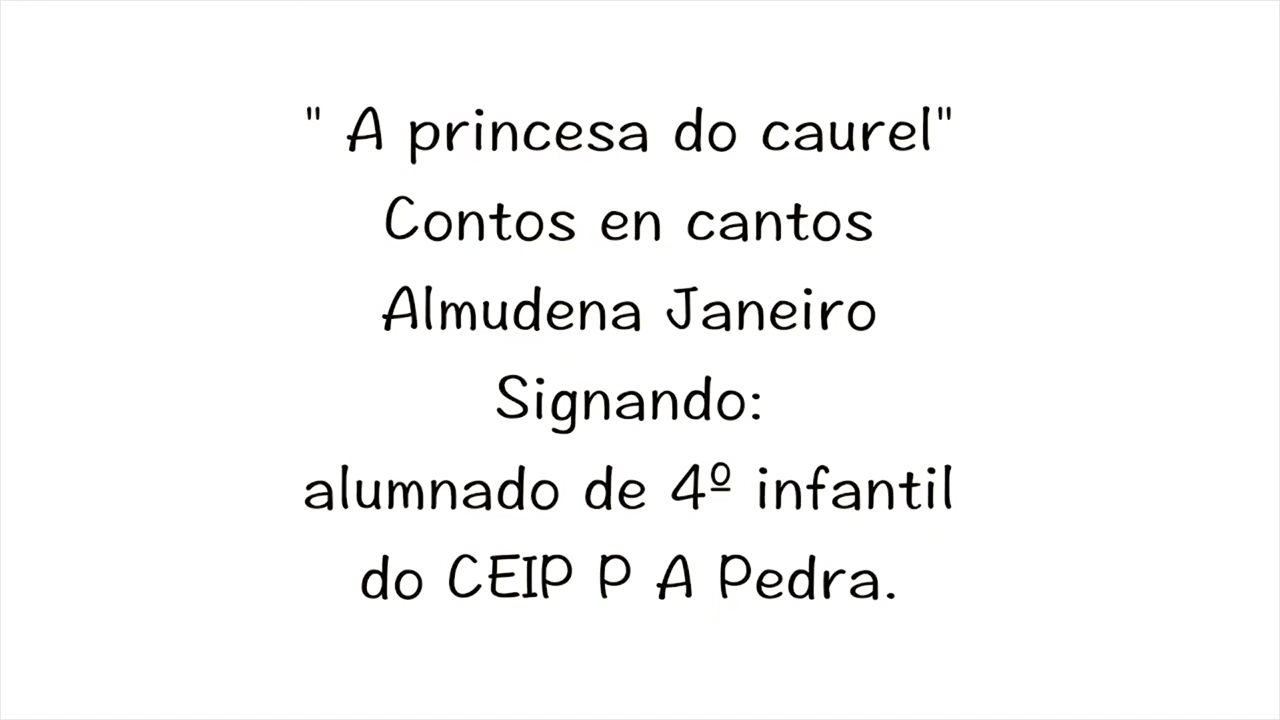 " A princesa do caurel"
Contos en cantos
Almudena Janeiro
Signando:
alumnado de 4º infantil
do CEIP P A Pedra.